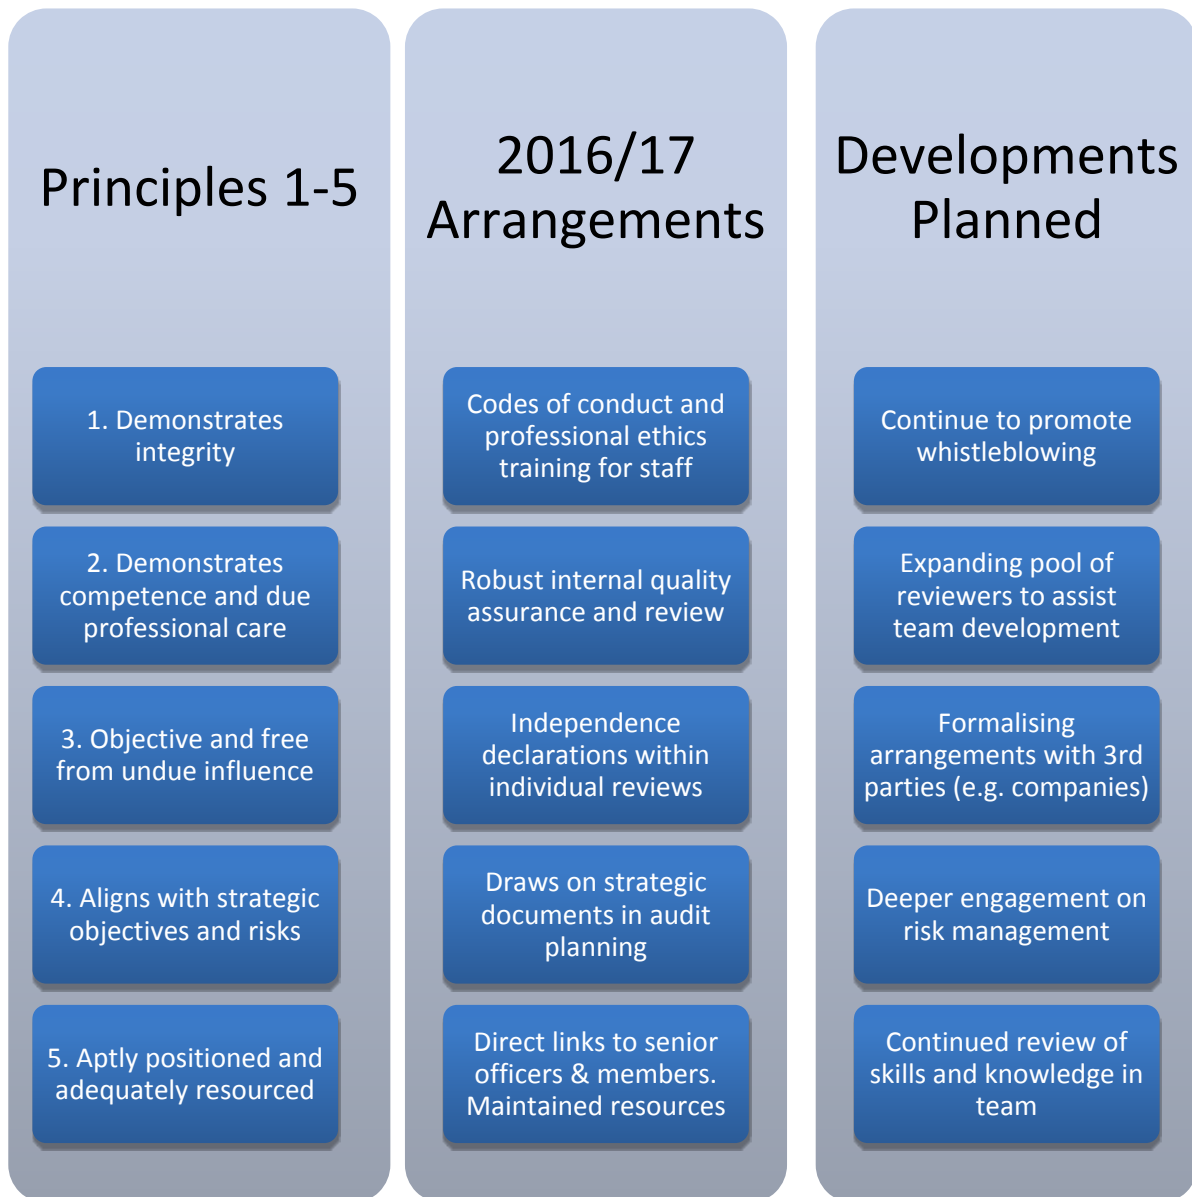 Principles 1-5
1. Demonstrates
integrity
2. Demonstrates
competence and due
professional care
3. Objective and free
from undue influence
4. Aligns with strategic
objectives and risks
5. Aptly positioned and
adequately resourced
2016/17
Arrangements
Codes of conduct and
professional ethics
training for staff
Robust internal quality
assurance and review
Independence
declarations within
individual reviews
Draws on strategic
documents in audit
planning
Direct links to senior
officers & members.
Maintained resources
Developments
Planned
Continue to promote
whistleblowing
Expanding pool of
reviewers to assist
team development
Formalising
arrangements with 3rd
parties (e.g. companies)
Deeper engagement on
risk management
Continued review of
skills and knowledge in
team